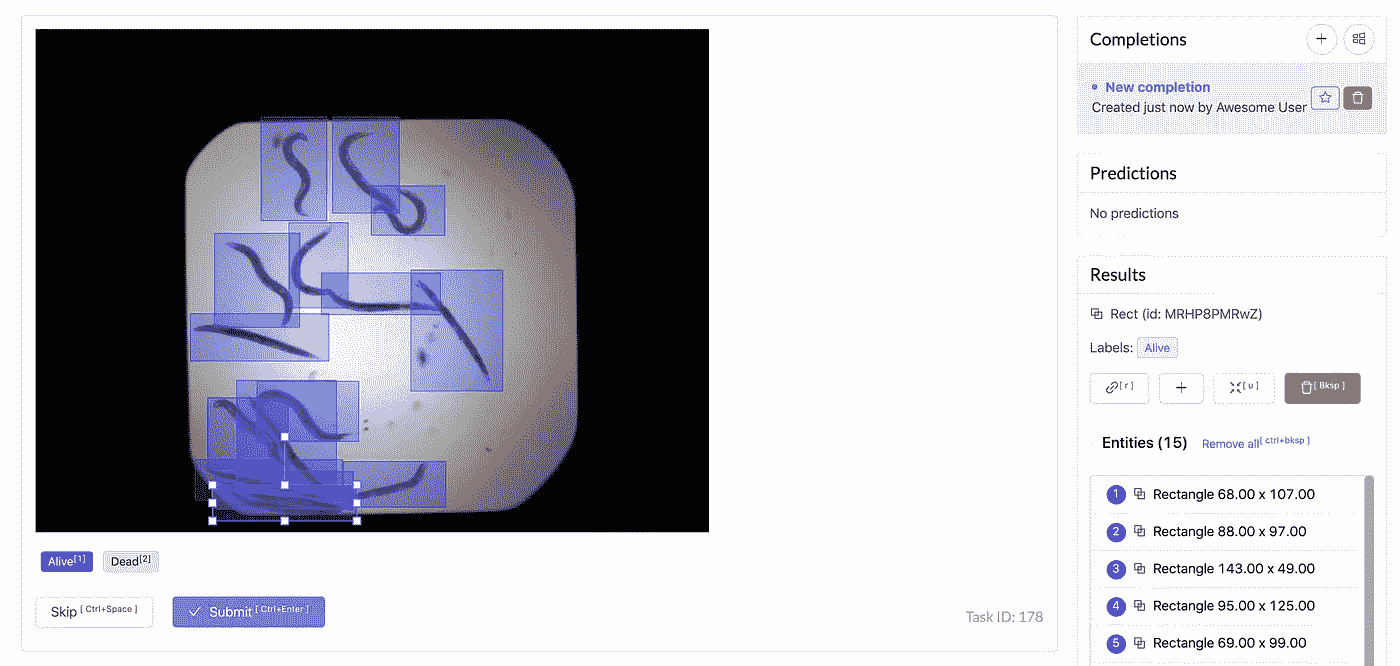 Completions
New completion
Created just now by Awesome User
Predictions
No predictions
Results
Rect (id: MRHP8PMRwZ)
Labels: Alive
[ r ] [ u ] [ Bksp ]
Entities (15) Remove all[ ctrl+bksp ]
1 Rectangle 68.00 x 107.00
2 Rectangle 88.00 x 97.00
3 Rectangle 143.00 x 49.00
4 Rectangle 95.00 x 125.00
5 Rectangle 69.00 x 99.00
Alive[1] Dead[2]
Skip [ Ctrl+Space ] Submit [ Ctrl+Enter ] Task ID: 178